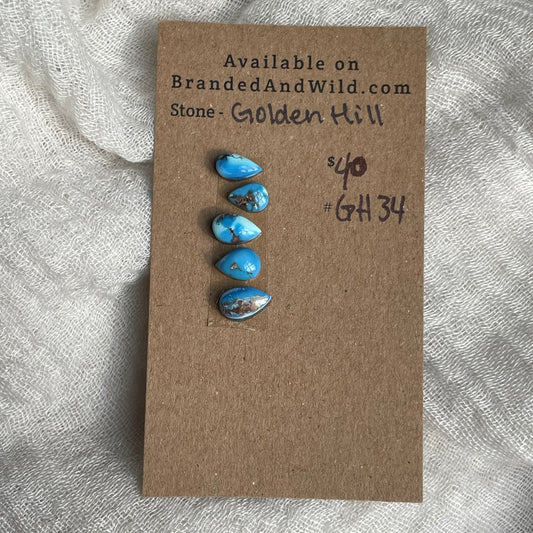 Available on
BrandedAndWild.com
Stone - Golden Hill
$40
#GH34